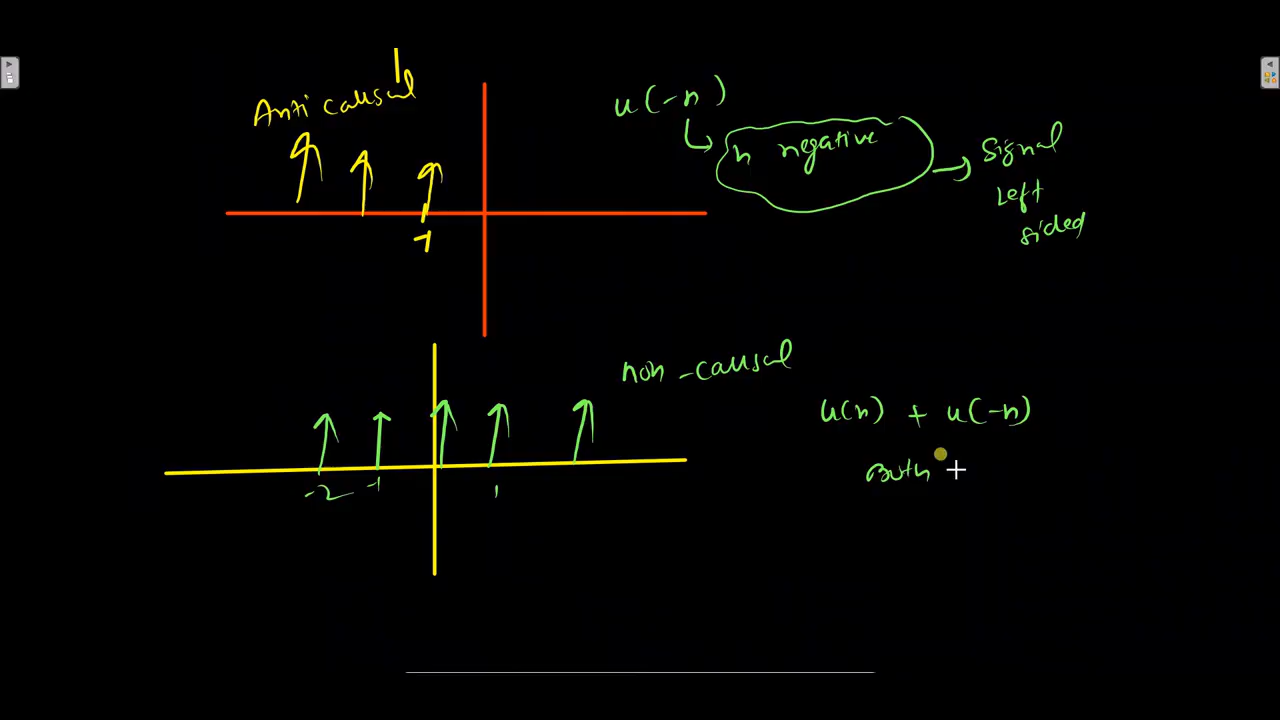 Anti causal
u(-n)
n negative
Signal
Left
sided
-1
non-causal
u(n) + u(-n)
Both
-2 -1 1